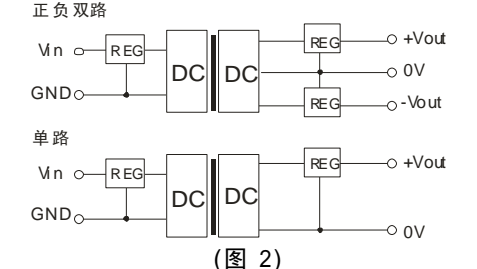 正负双路
Vin REG REG +Vout
DC DC 0V
GND REG -Vout
单路
Vin REG REG +Vout
DC DC
GND 0V
(图 2)